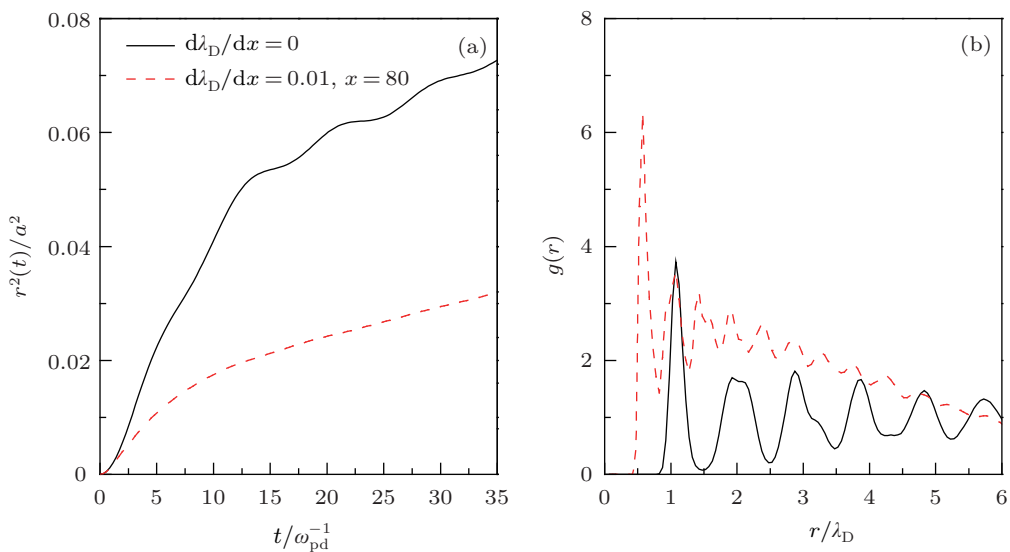 0.08
0.06
0.04
0.02
0
r²(t)/a²
dλ_D/dx=0
dλ_D/dx=0.01, x=80
(a)
0 5 10 15 20 25 30 35
t/ω_pd^-1
8
6
4
2
0
g(r)
(b)
0 1 2 3 4 5 6
r/λ_D